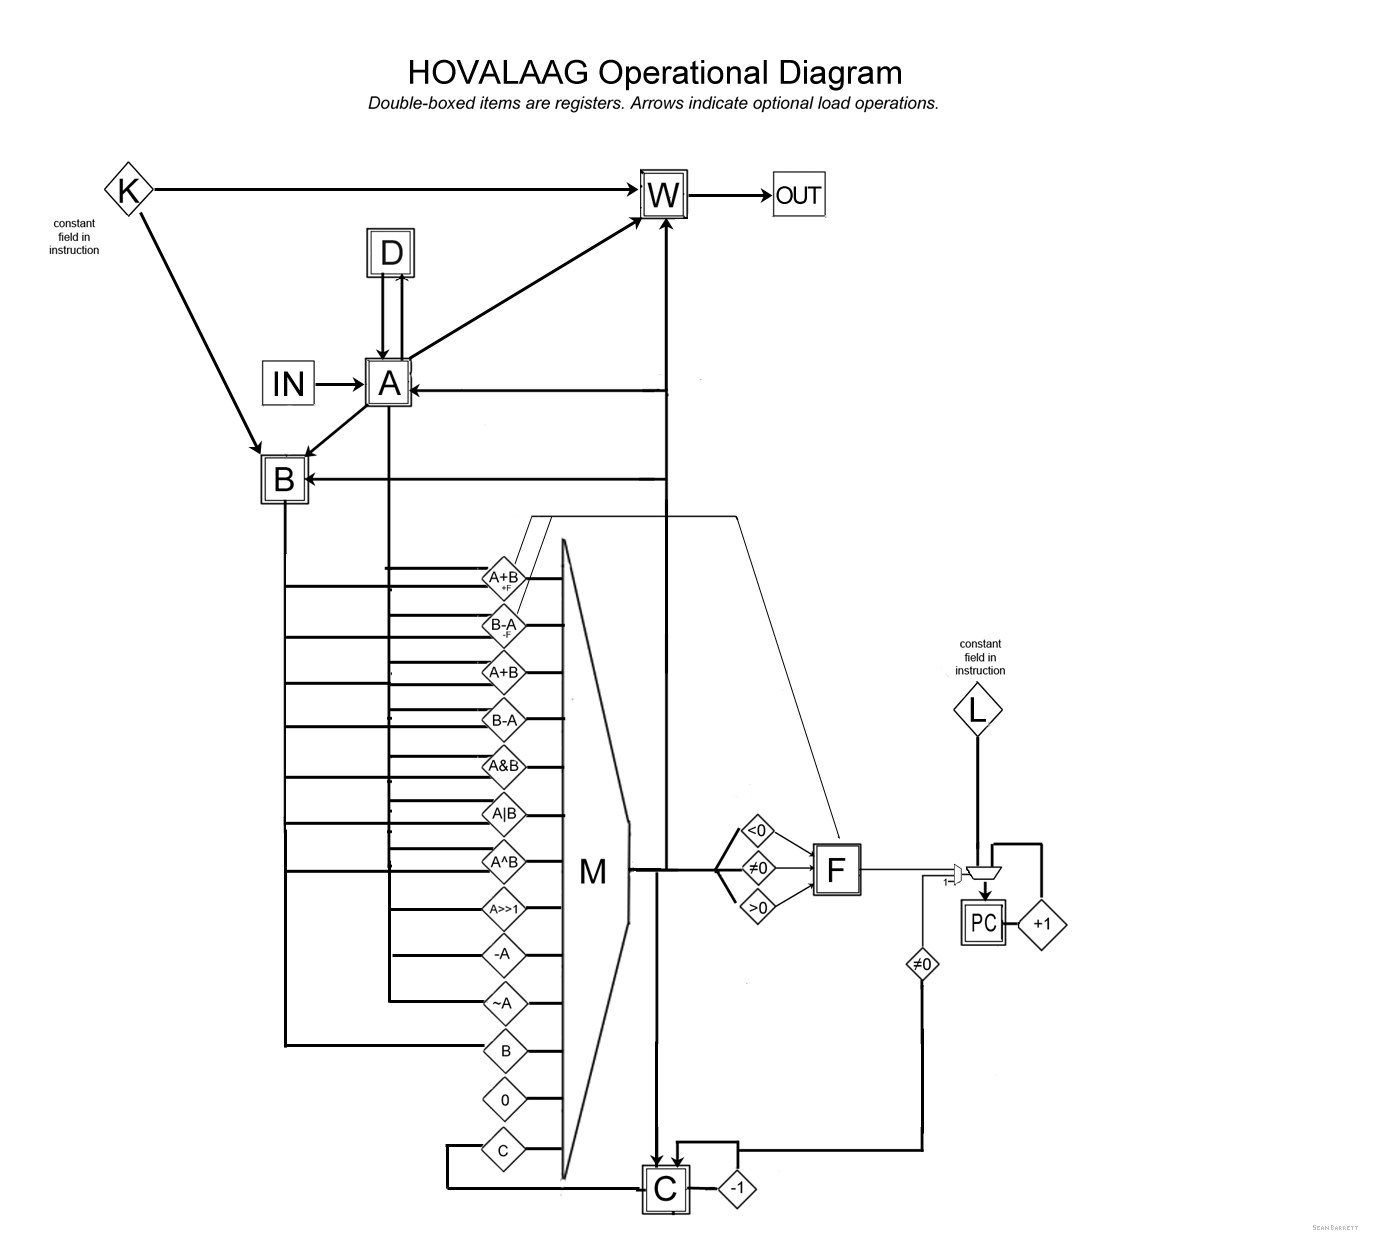 HOVALAAG Operational Diagram
Double-boxed items are registers. Arrows indicate optional load operations.
K
W
OUT
constant
field in
instruction
D
IN
A
B
A+B
+F
B-A
-F
A+B
B-A
A&B
A|B
A^B
A>>1
-A
~A
B
0
C
M
<0
≠0
>0
F
constant
field in
instruction
L
1
PC
+1
≠0
C
-1
SEAN BARRETT